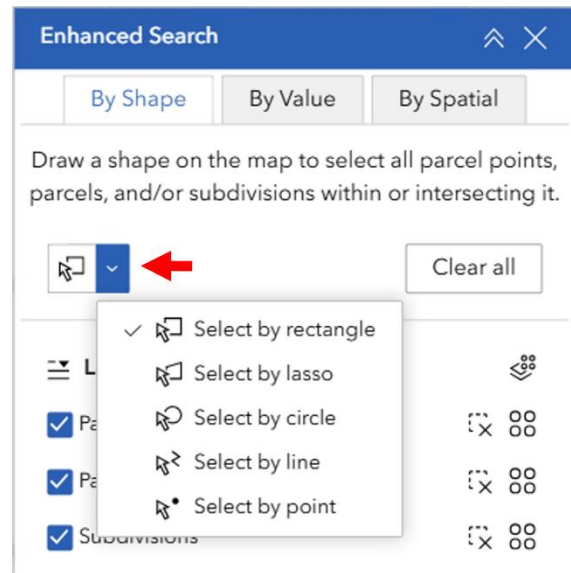 Enhanced Search
By Shape By Value By Spatial
Draw a shape on the map to select all parcel points,
parcels, and/or subdivisions within or intersecting it.
Clear all
Select by rectangle
Select by lasso
Select by circle
Select by line
Select by point
Subdivisions